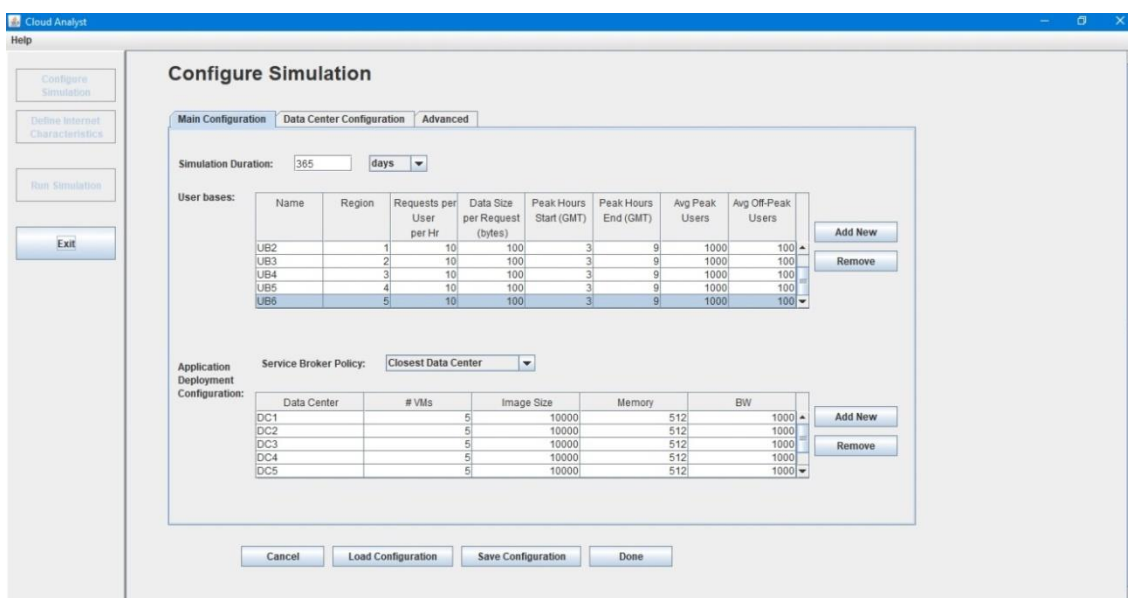 Cloud Analyst
Help
Configure
Simulation
Define Internet
Characteristics
Run Simulation
Exit
Configure Simulation
Main Configuration Data Center Configuration Advanced
Simulation Duration: 365 days
User bases:
Name Region Requests per User per Hr Data Size per Request (bytes) Peak Hours Start (GMT) Peak Hours End (GMT) Avg Peak Users Avg Off-Peak Users
UB2 1 10 100 3 9 1000 100
UB3 2 10 100 3 9 1000 100
UB4 3 10 100 3 9 1000 100
UB5 4 10 100 3 9 1000 100
UB6 5 10 100 3 9 1000 100
Add New
Remove
Application
Deployment
Configuration:
Service Broker Policy: Closest Data Center
Data Center # VMs Image Size Memory BW
DC1 5 10000 512 1000
DC2 5 10000 512 1000
DC3 5 10000 512 1000
DC4 5 10000 512 1000
DC5 5 10000 512 1000
Add New
Remove
Cancel Load Configuration Save Configuration Done